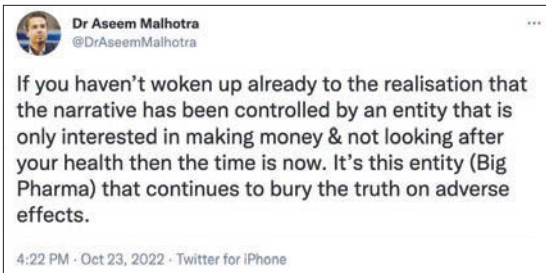 Dr Aseem Malhotra
@DrAseemMalhotra
If you haven’t woken up already to the realisation that
the narrative has been controlled by an entity that is
only interested in making money & not looking after
your health then the time is now. It’s this entity (Big
Pharma) that continues to bury the truth on adverse
effects.
4:22 PM · Oct 23, 2022 · Twitter for iPhone